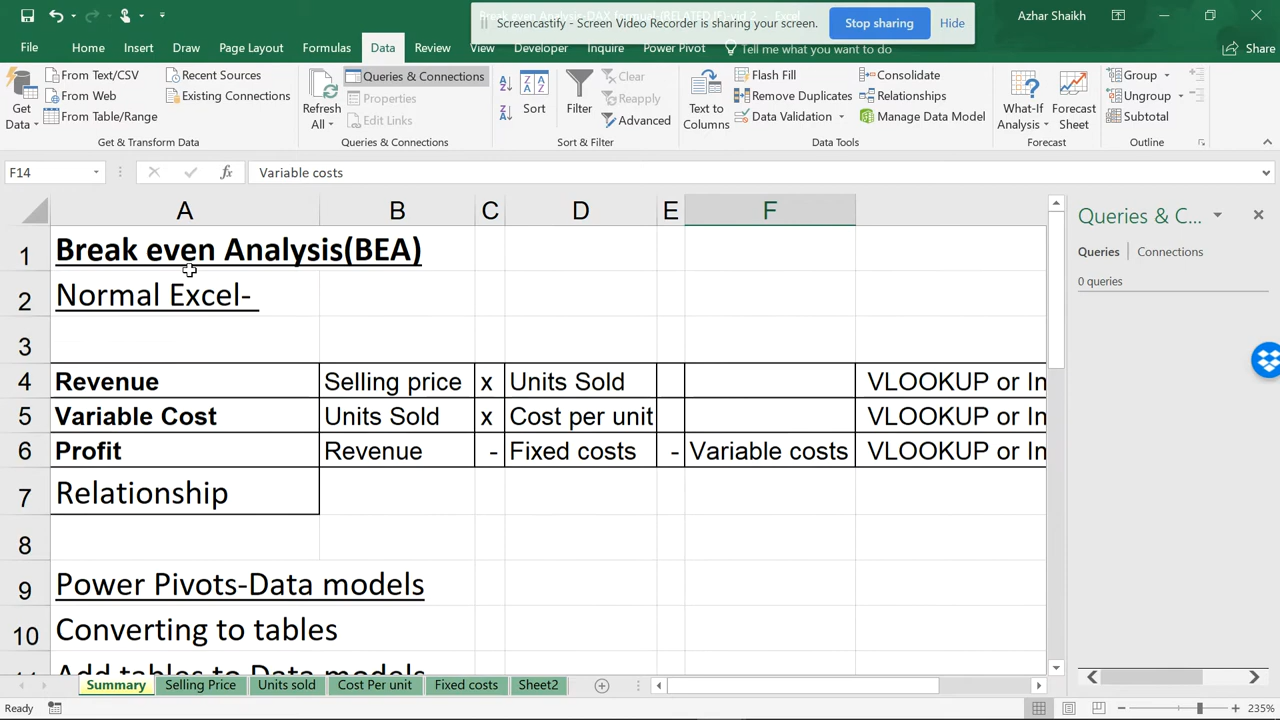 Screencastify - Screen Video Recorder is sharing your screen.
Stop sharing
Hide
Azhar Shaikh
File Home Insert Draw Page Layout Formulas Data Review View Developer Inquire Power Pivot Tell me what you want to do Share
Get Data
From Text/CSV
From Web
From Table/Range
Recent Sources
Existing Connections
Get & Transform Data
Refresh All
Queries & Connections
Properties
Edit Links
Queries & Connections
Sort
Filter
Clear
Reapply
Advanced
Sort & Filter
Text to Columns
Flash Fill
Remove Duplicates
Data Validation
Consolidate
Relationships
Manage Data Model
Data Tools
What-If Analysis
Forecast Sheet
Forecast
Group
Ungroup
Subtotal
Outline
F14 fx Variable costs
A B C D E F
1 Break even Analysis(BEA)
2 Normal Excel-
3
4 Revenue Selling price x Units Sold VLOOKUP or In
5 Variable Cost Units Sold x Cost per unit VLOOKUP or In
6 Profit Revenue - Fixed costs - Variable costs VLOOKUP or In
7 Relationship
8
9 Power Pivots-Data models
10 Converting to tables
Add tables to Data models
Queries & C...
Queries Connections
0 queries
Summary Selling Price Units sold Cost Per unit Fixed costs Sheet2
Ready 235%